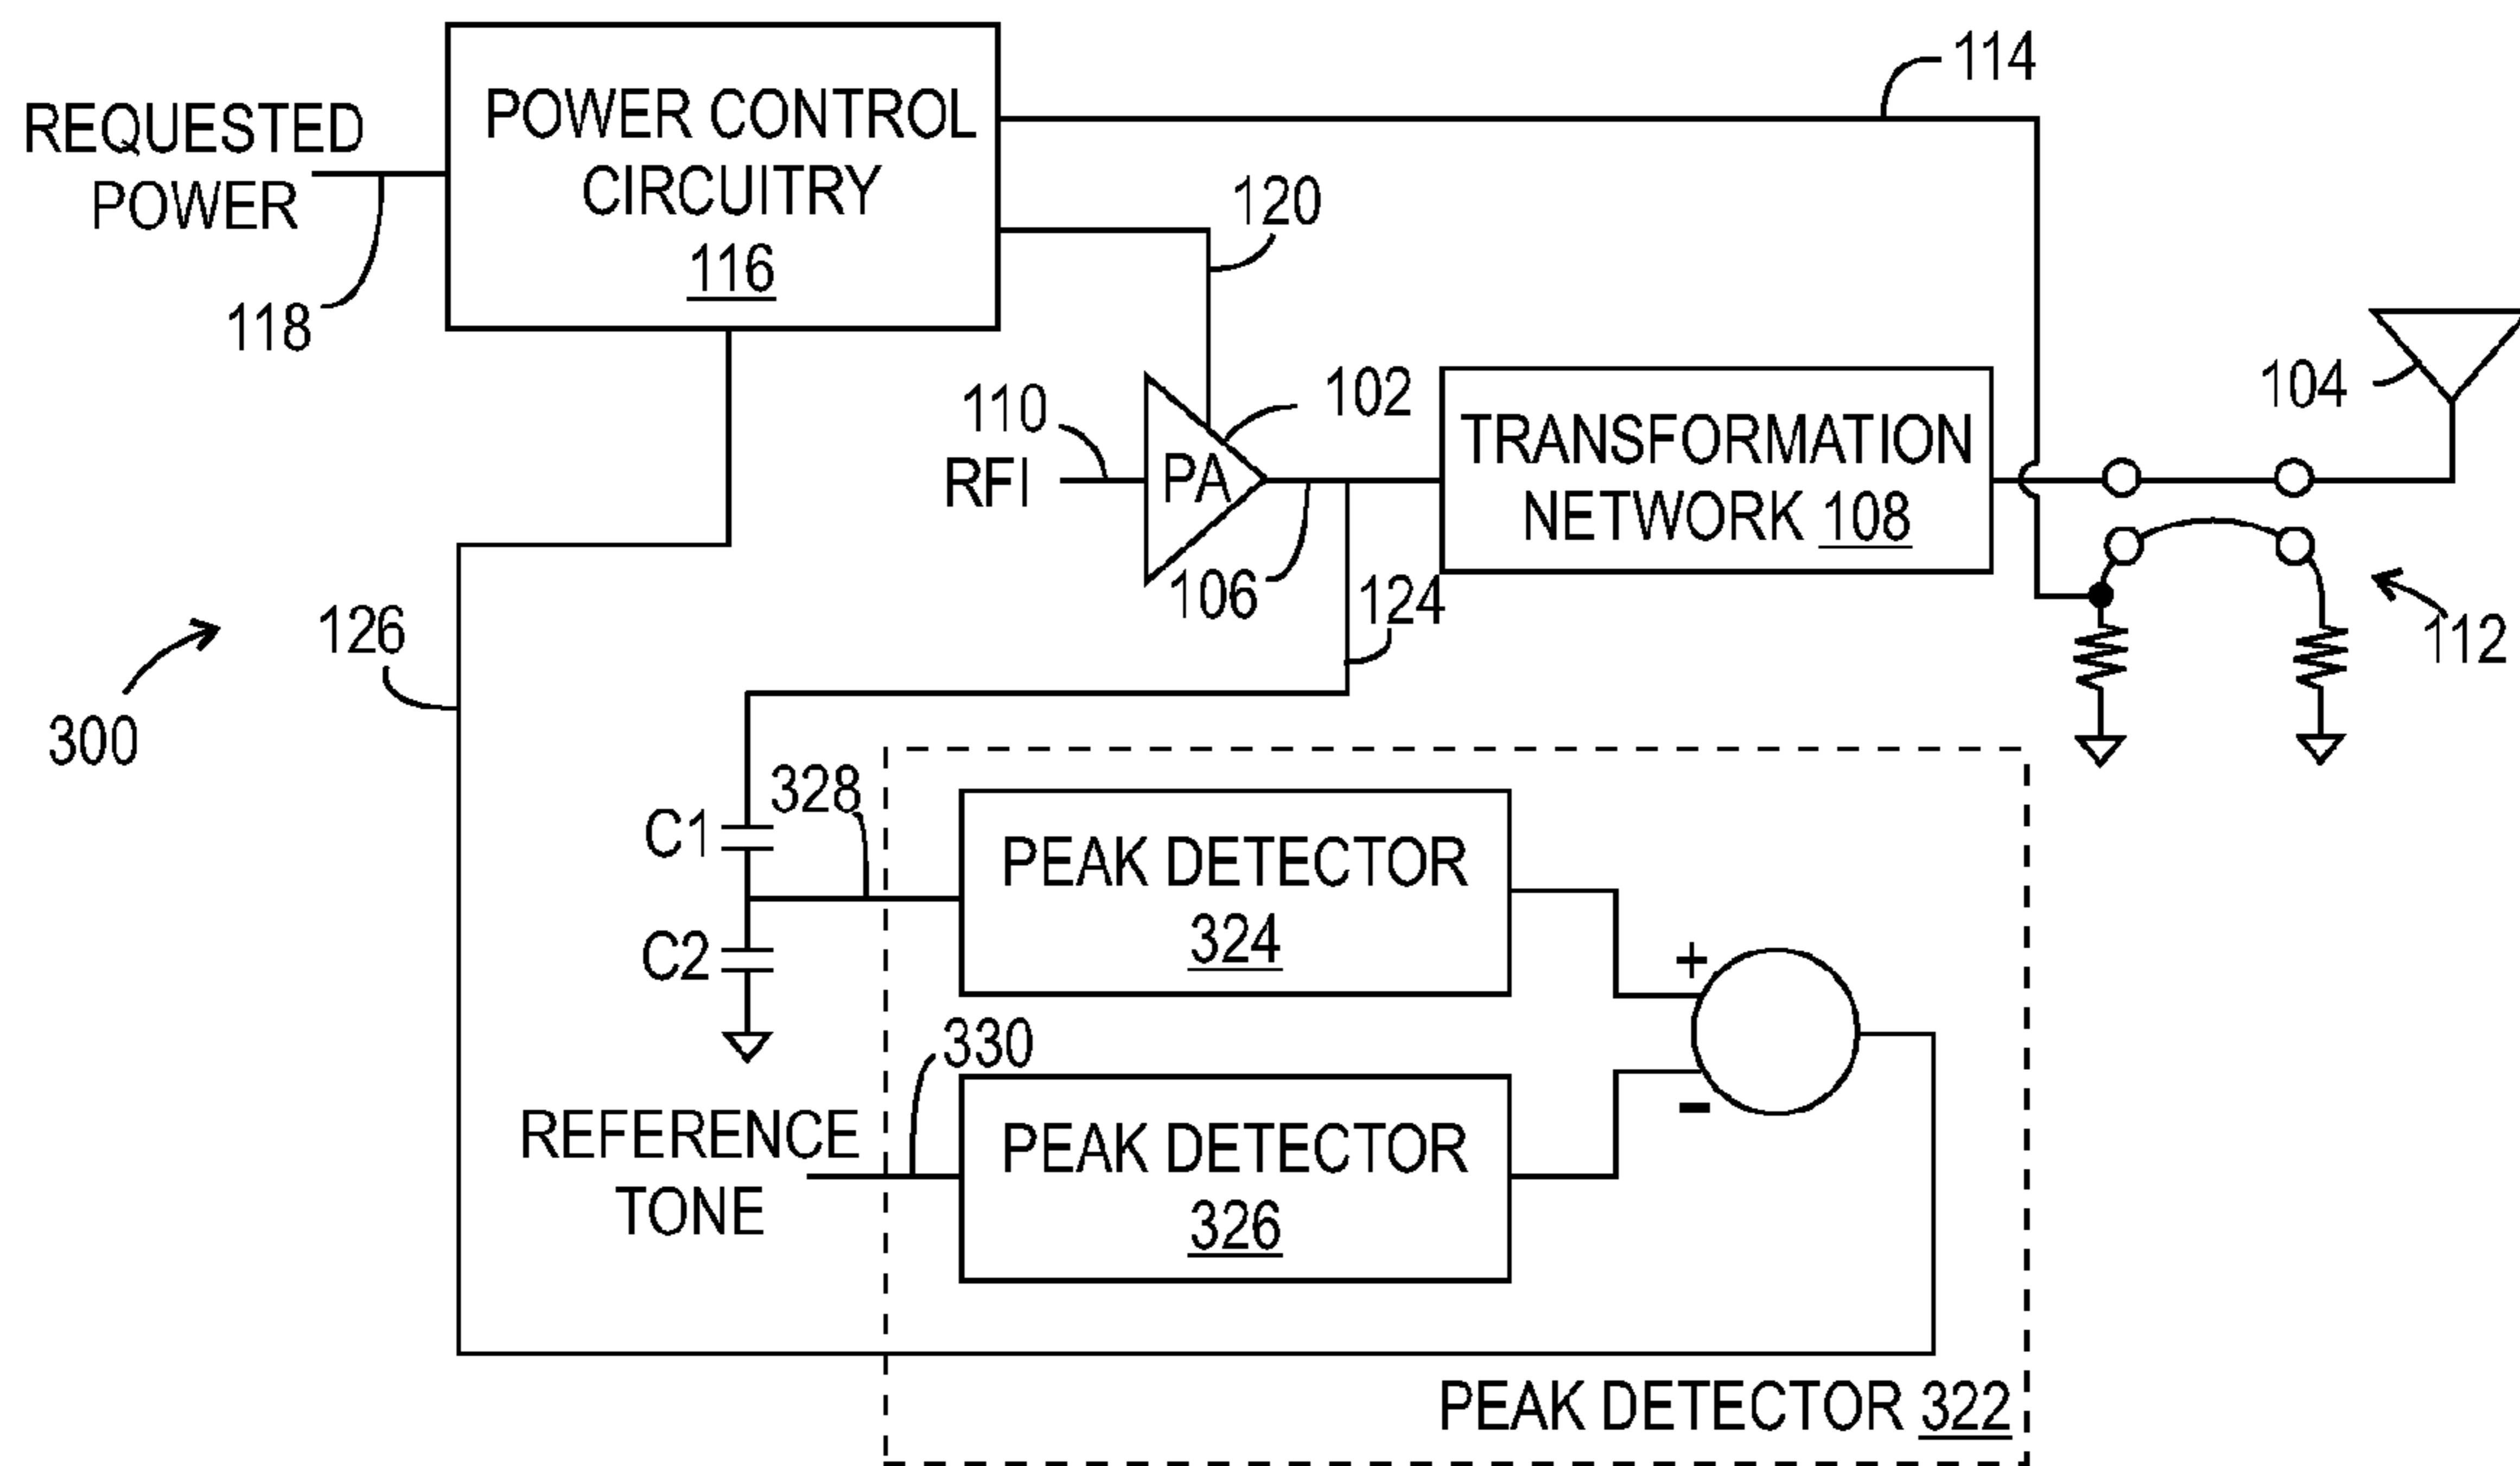 REQUESTED
POWER
118
POWER CONTROL
CIRCUITRY
116
114
120
110
RFI
PA
102
106
124
TRANSFORMATION
NETWORK 108
104
112
126
300
328
C1
C2
PEAK DETECTOR
324
+
-
330
REFERENCE
TONE
PEAK DETECTOR
326
PEAK DETECTOR 322